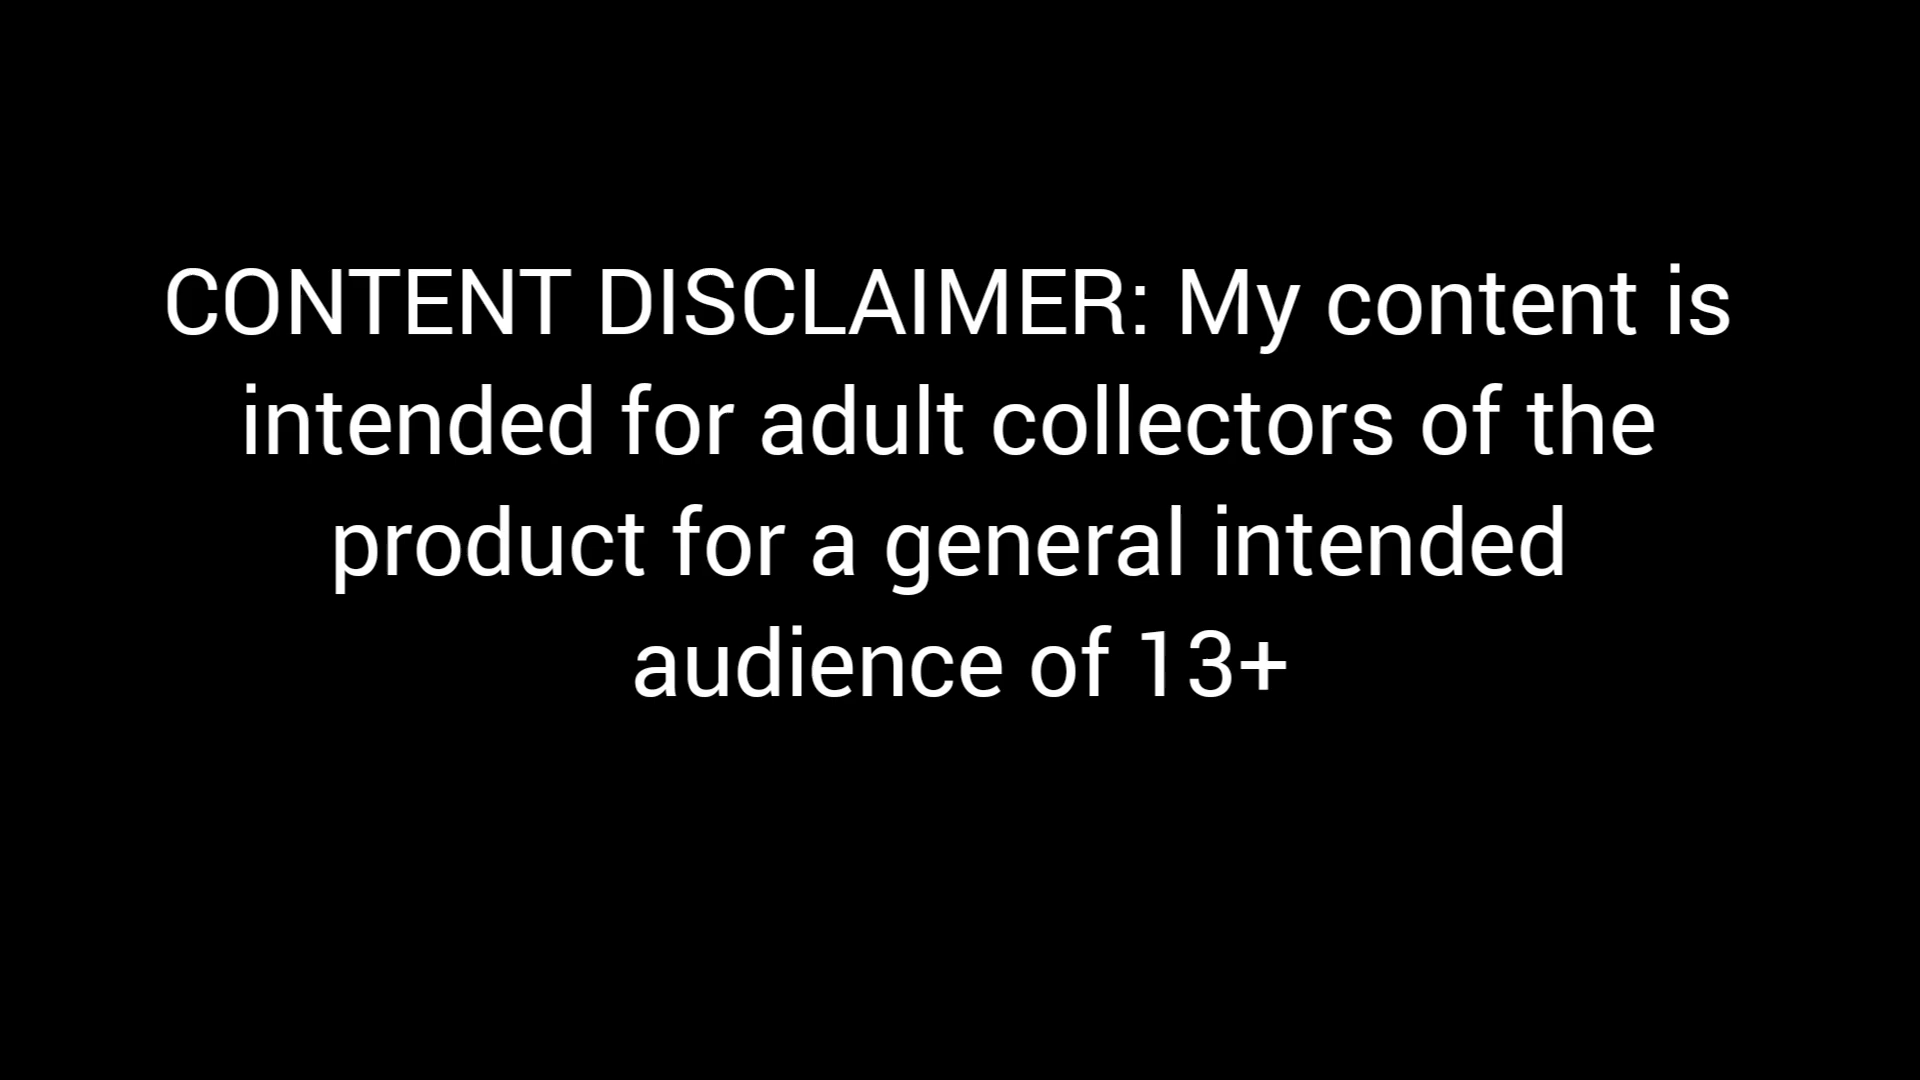 CONTENT DISCLAIMER: My content is
intended for adult collectors of the
product for a general intended
audience of 13+